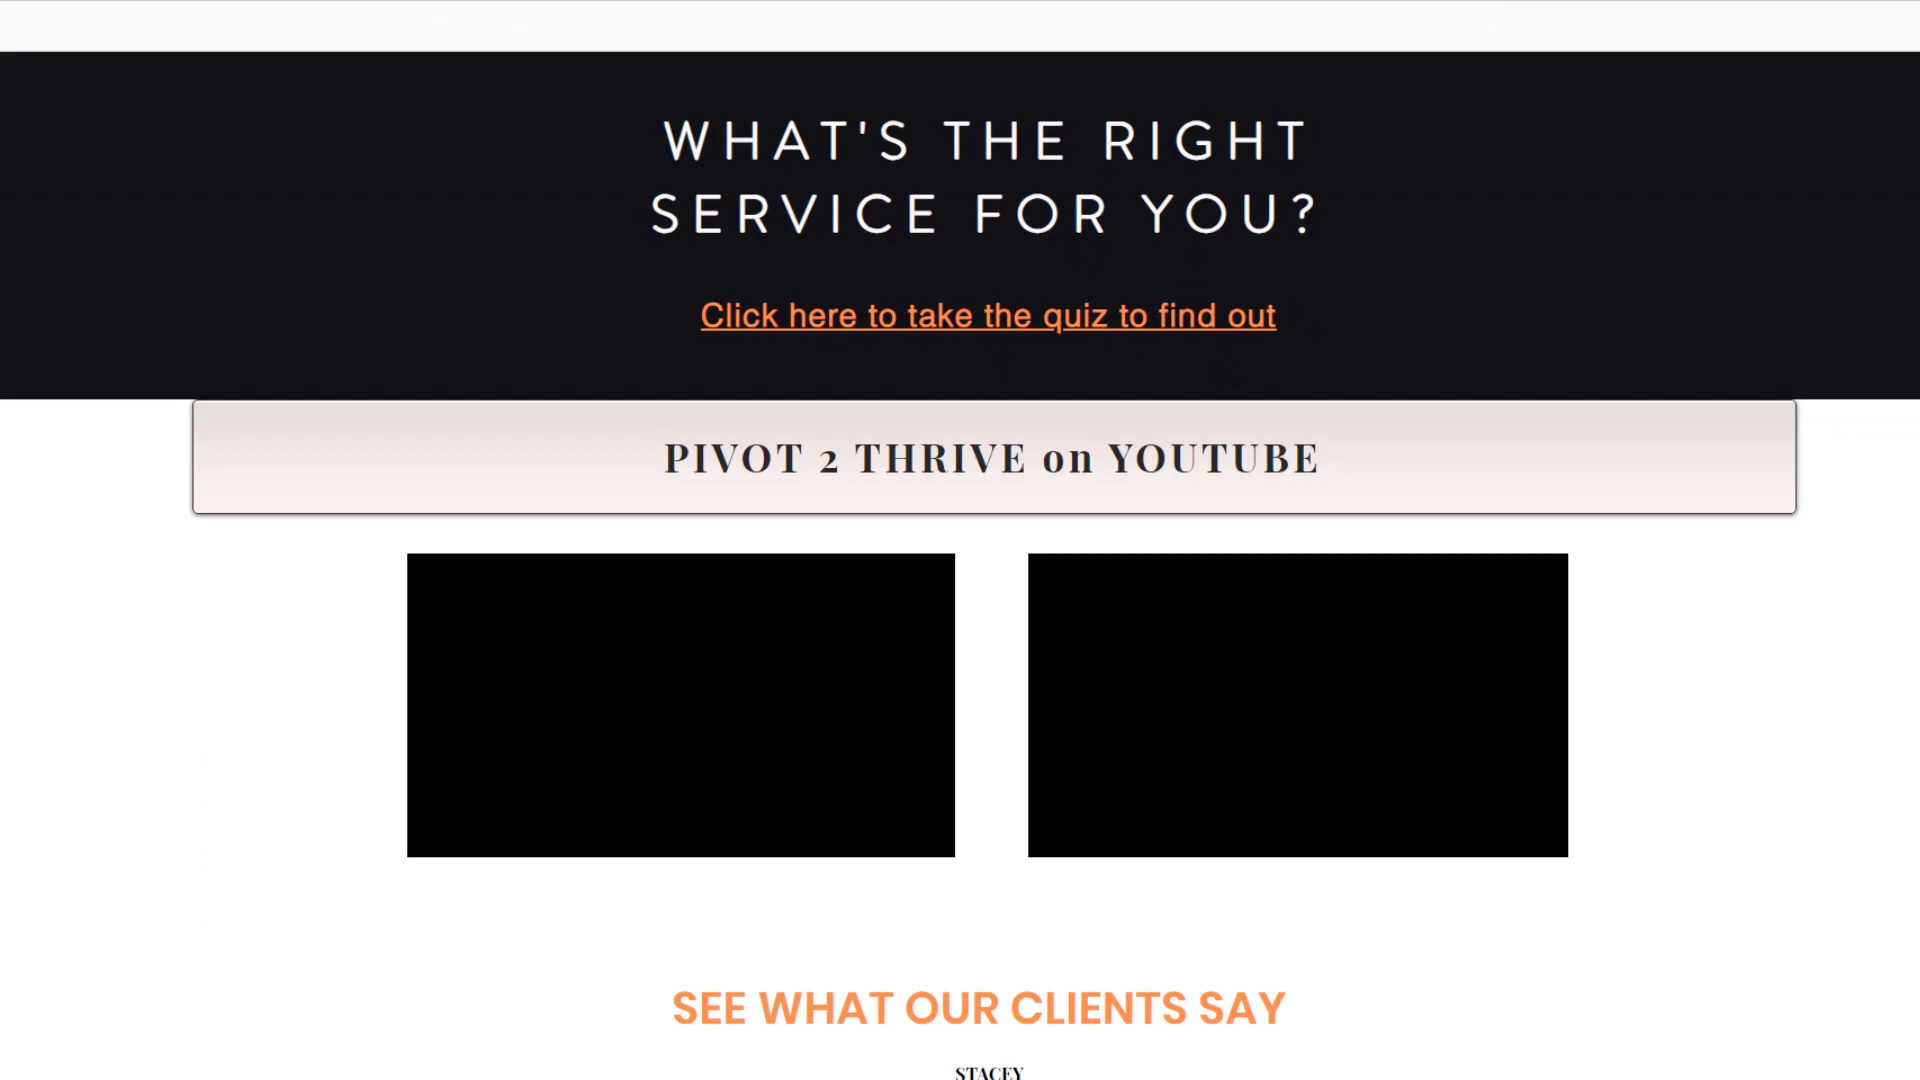 WHAT'S THE RIGHT
SERVICE FOR YOU?
Click here to take the quiz to find out
PIVOT 2 THRIVE on YOUTUBE
SEE WHAT OUR CLIENTS SAY
STACEY